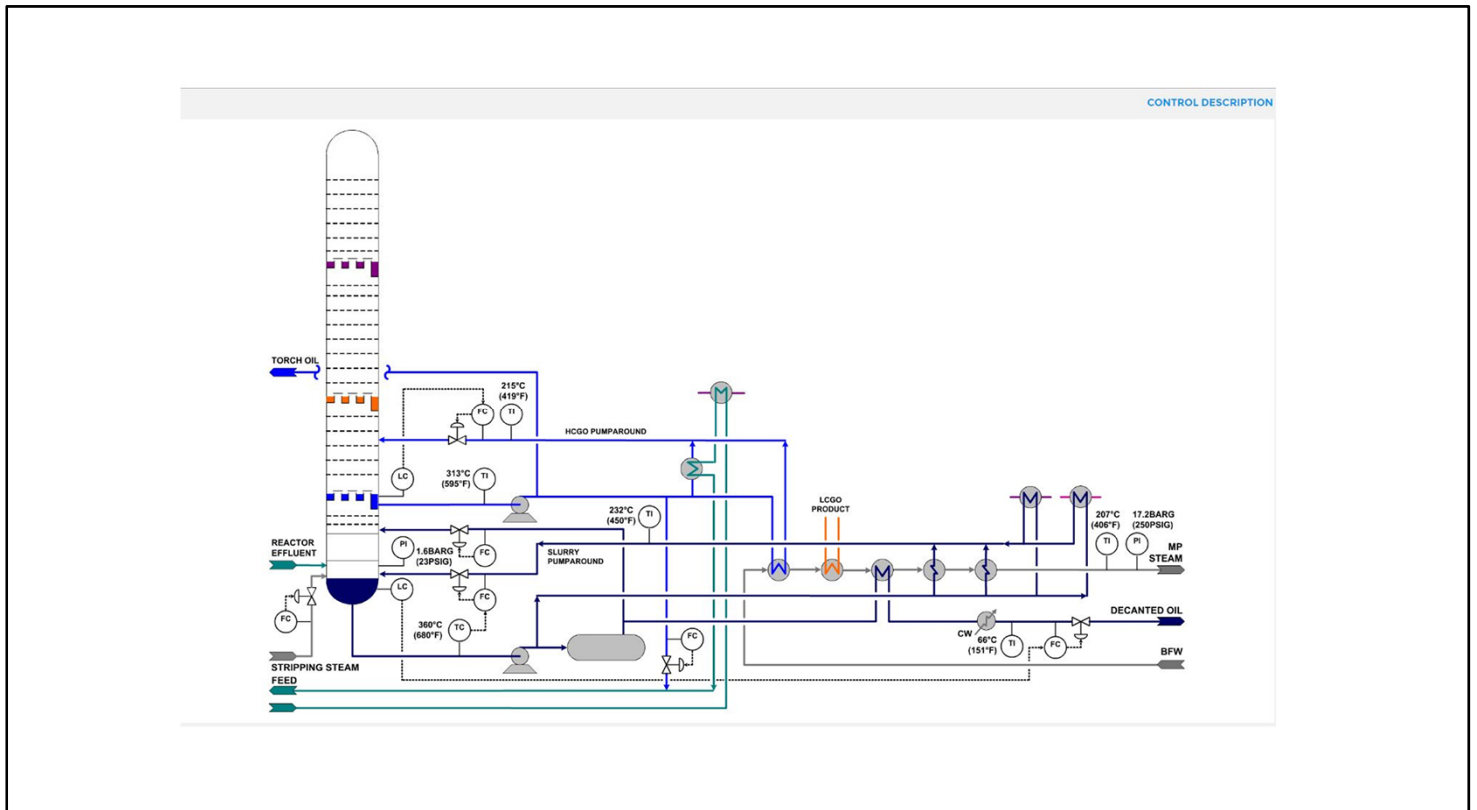 CONTROL DESCRIPTION
TORCH OIL
215°C
(419°F)
FC
TI
HCGO PUMPAROUND
LC
313°C
(595°F)
TI
LCGO
PRODUCT
232°C
(450°F)
TI
207°C
(406°F)
TI
17.2BARG
(250PSIG)
PI
MP
STEAM
REACTOR
EFFLUENT
PI
1.6BARG
(23PSIG)
FC
SLURRY
PUMPAROUND
LC
FC
FC
360°C
(680°F)
TC
STRIPPING STEAM
FC
CW
66°C
(151°F)
TI
FC
DECANTED OIL
BFW
FEED